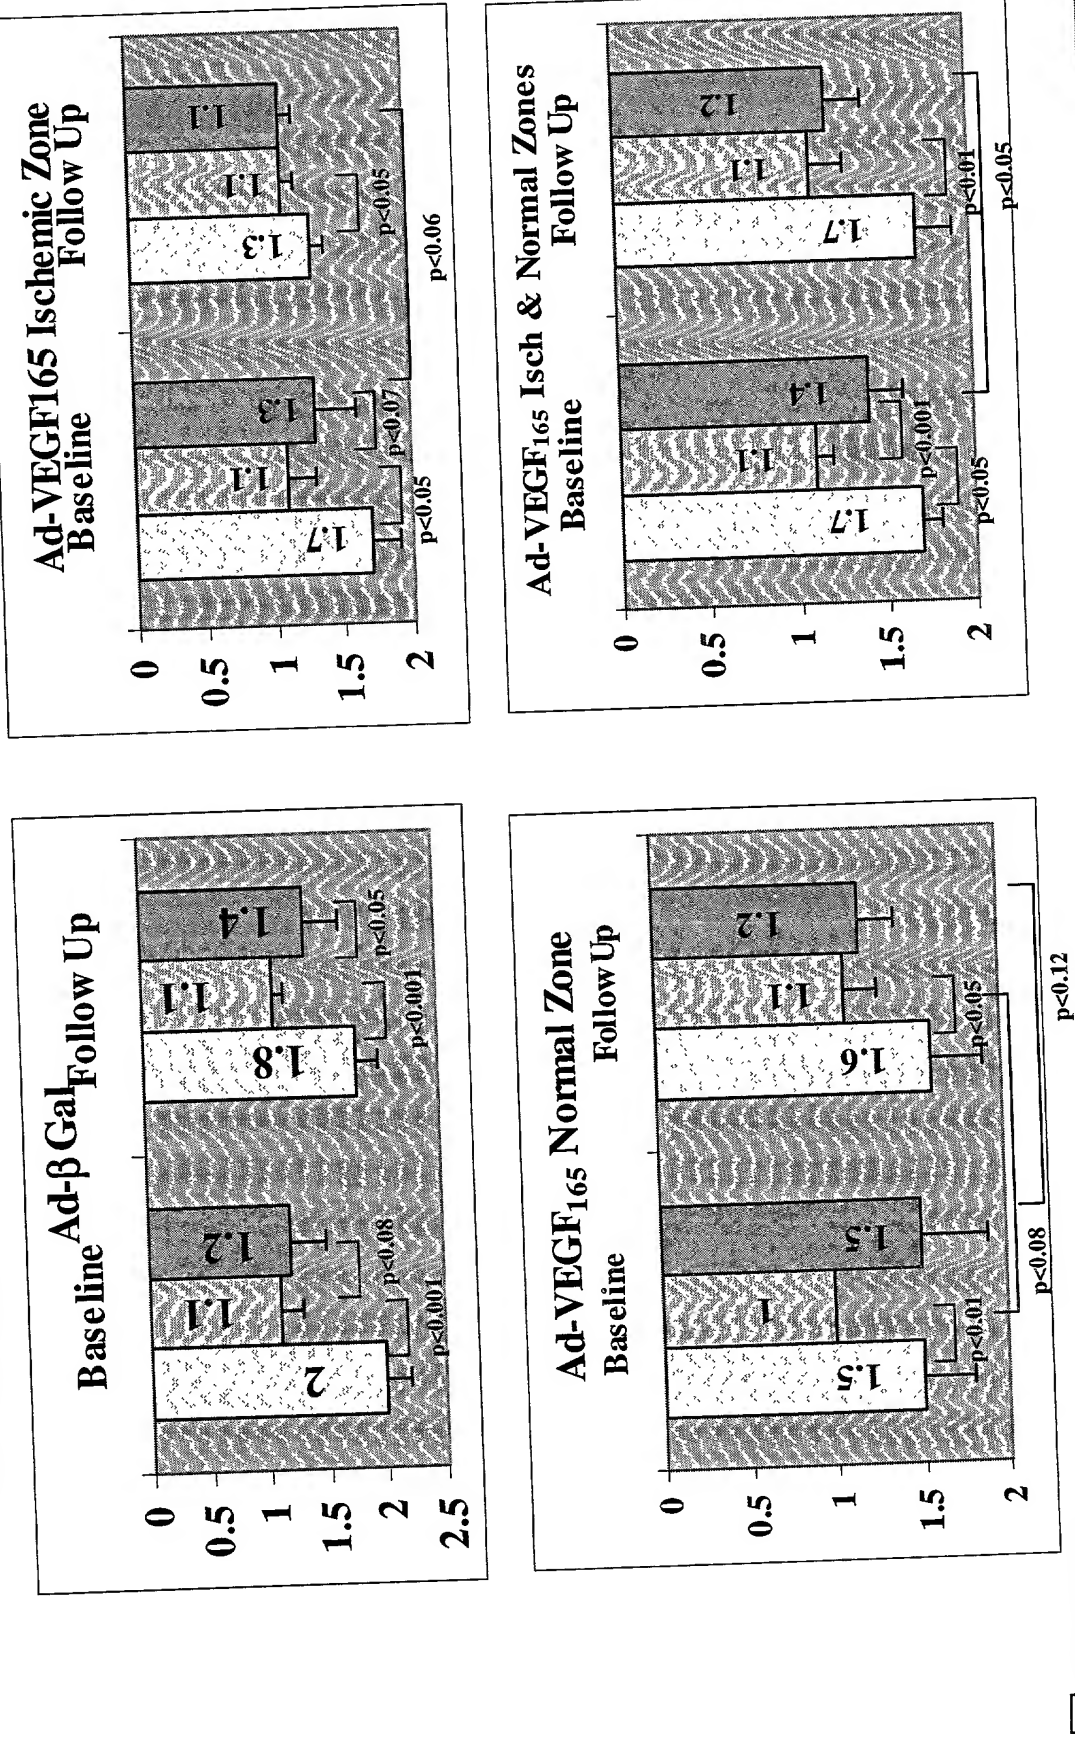 Ad-β Gal
Baseline
Follow Up
2
1.1
1.2
1.8
1.1
1.4
0
0.5
1
1.5
2
2.5
p<0.08
p<0.001
p<0.05
p<0.001
Ad-VEGF165 Ischemic Zone
Baseline
Follow Up
1.7
1.1
1.3
1.3
1.1
1.1
0
0.5
1
1.5
2
p<0.07
p<0.05
p<0.05
p<0.06
Ad-VEGF165 Normal Zone
Baseline
Follow Up
1.5
1
1.5
1.6
1.1
1.2
0
0.5
1
1.5
2
p<0.01
p<0.05
p<0.08
p<0.12
Ad-VEGF165 Isch & Normal Zones
Baseline
Follow Up
1.7
1.1
1.4
1.7
1.1
1.2
0
0.5
1
1.5
2
p<0.001
p<0.05
p<0.01
p<0.05